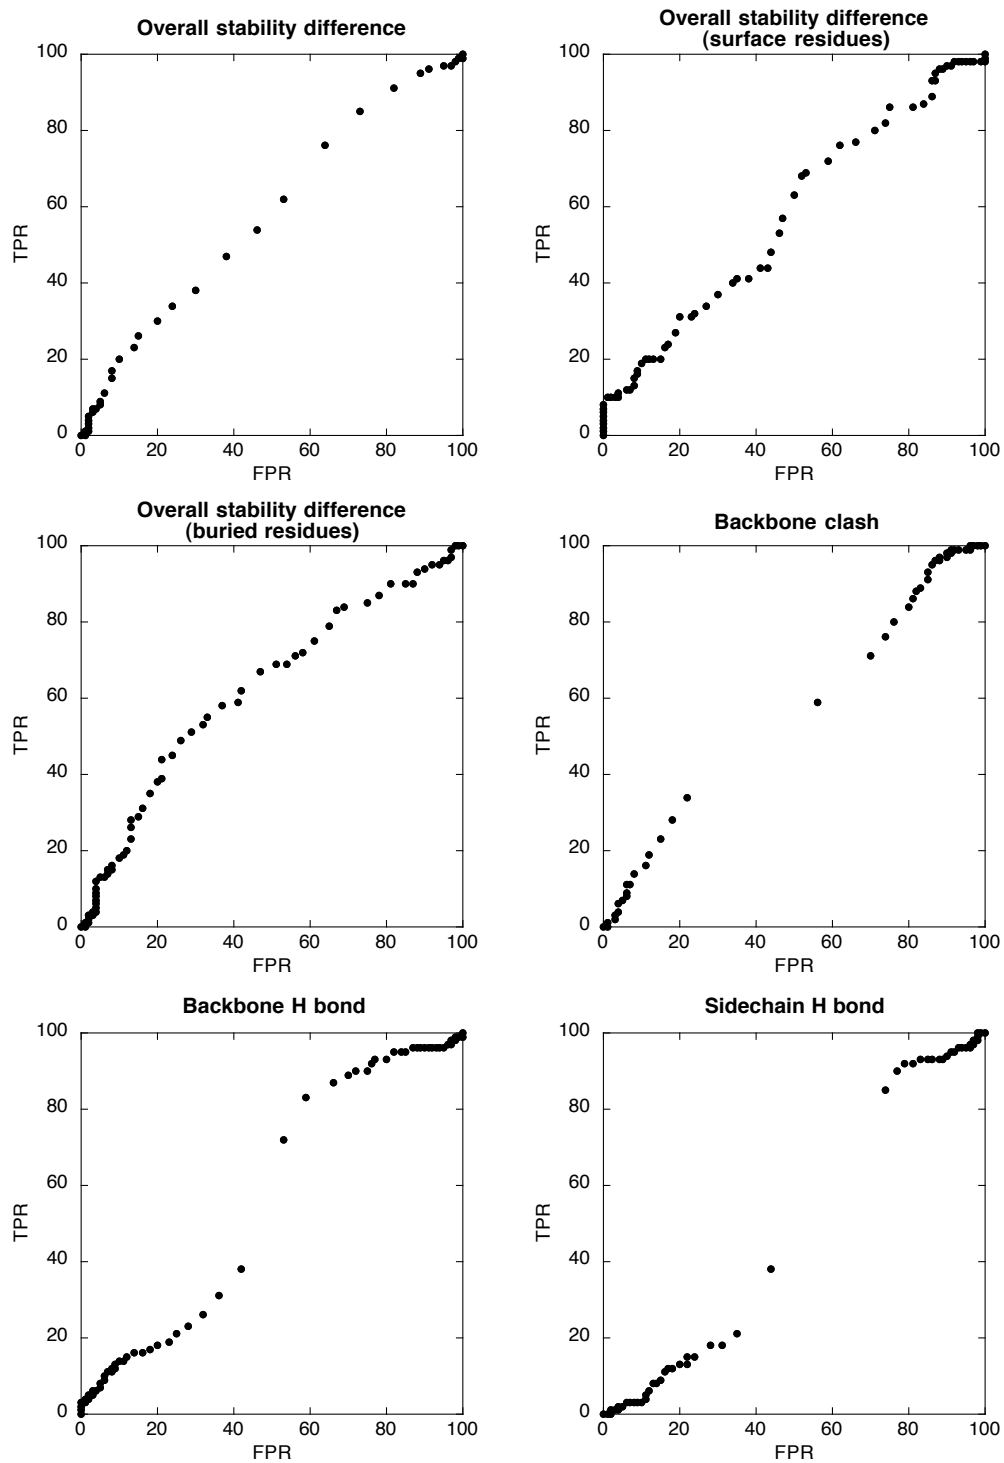 Overall stability difference
100
80
60
40
20
0
TPR
0 20 40 60 80 100
FPR
Overall stability difference
(surface residues)
100
80
60
40
20
0
TPR
0 20 40 60 80 100
FPR
Overall stability difference
(buried residues)
100
80
60
40
20
0
TPR
0 20 40 60 80 100
FPR
Backbone clash
100
80
60
40
20
0
TPR
0 20 40 60 80 100
FPR
Backbone H bond
100
80
60
40
20
0
TPR
0 20 40 60 80 100
FPR
Sidechain H bond
100
80
60
40
20
0
TPR
0 20 40 60 80 100
FPR